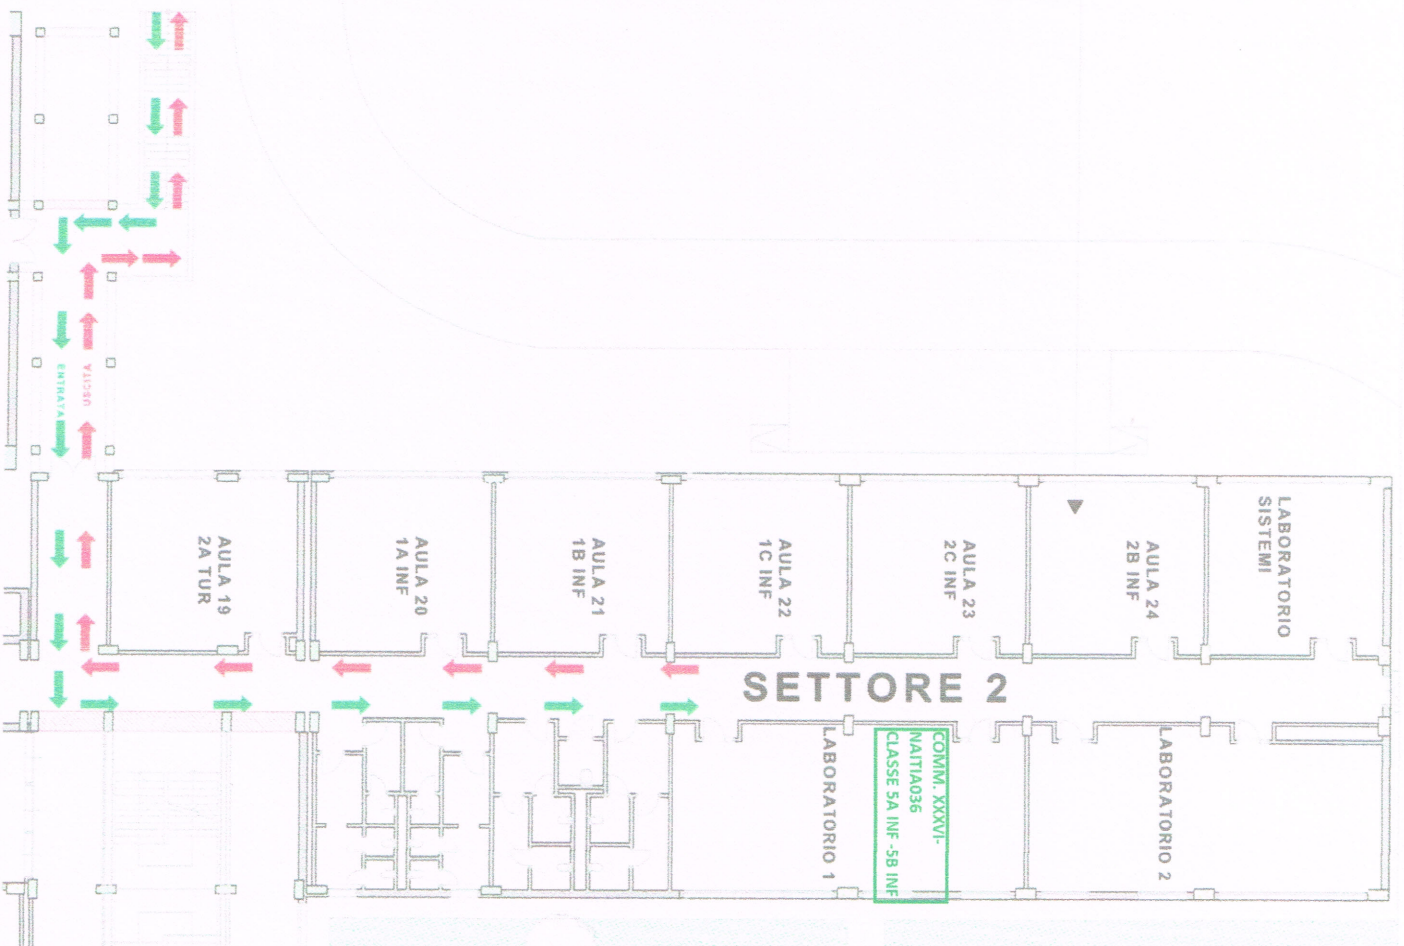 ENTRATA
USCITA
AULA 19
2A TUR
AULA 20
1A INF
AULA 21
1B INF
AULA 22
1C INF
AULA 23
2C INF
AULA 24
2B INF
LABORATORIO
SISTEMI
SETTORE 2
LABORATORIO 1
COMM. XXXVI-
NAITIA036
CLASSE 5A INF -5B INF
LABORATORIO 2